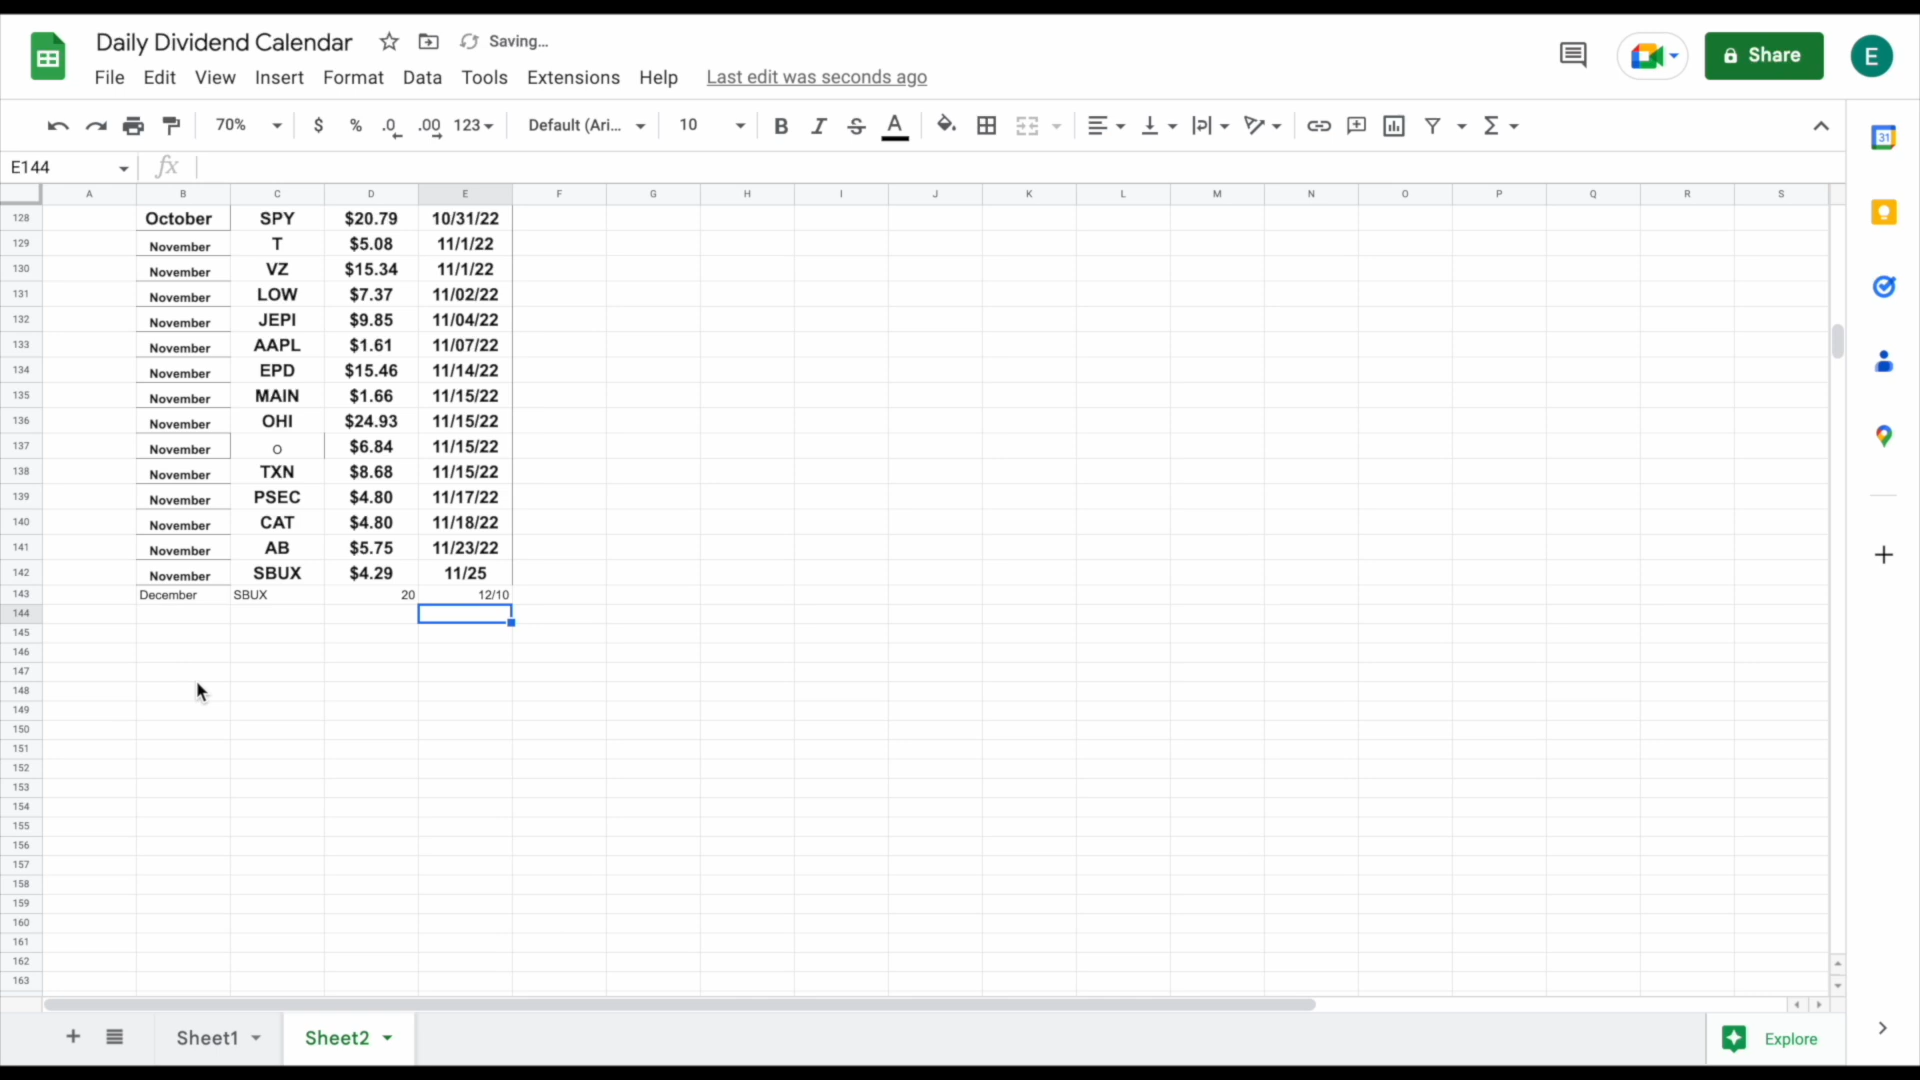 Daily Dividend Calendar Saving...
File Edit View Insert Format Data Tools Extensions Help Last edit was seconds ago
Share E
70% $ % .0 .00 123 Default (Ari... 10 B I S A
31
E144 fx
A B C D E F G H I J K L M N O P Q R S
128 October SPY $20.79 10/31/22
129 November T $5.08 11/1/22
130 November VZ $15.34 11/1/22
131 November LOW $7.37 11/02/22
132 November JEPI $9.85 11/04/22
133 November AAPL $1.61 11/07/22
134 November EPD $15.46 11/14/22
135 November MAIN $1.66 11/15/22
136 November OHI $24.93 11/15/22
137 November O $6.84 11/15/22
138 November TXN $8.68 11/15/22
139 November PSEC $4.80 11/17/22
140 November CAT $4.80 11/18/22
141 November AB $5.75 11/23/22
142 November SBUX $4.29 11/25
143 December SBUX 20 12/10
144
145
146
147
148
149
150
151
152
153
154
155
156
157
158
159
160
161
162
163
Sheet1 Sheet2 Explore